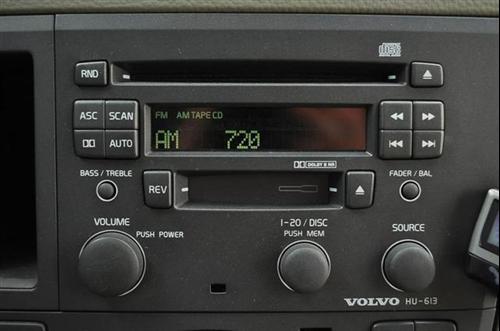 RND
ASC SCAN
FM AM TAPE CD
AM 720
AUTO
DOLBY B NR
BASS / TREBLE
REV
FADER / BAL
VOLUME
PUSH POWER
1-20 / DISC
PUSH MEM
SOURCE
VOLVO HU-613